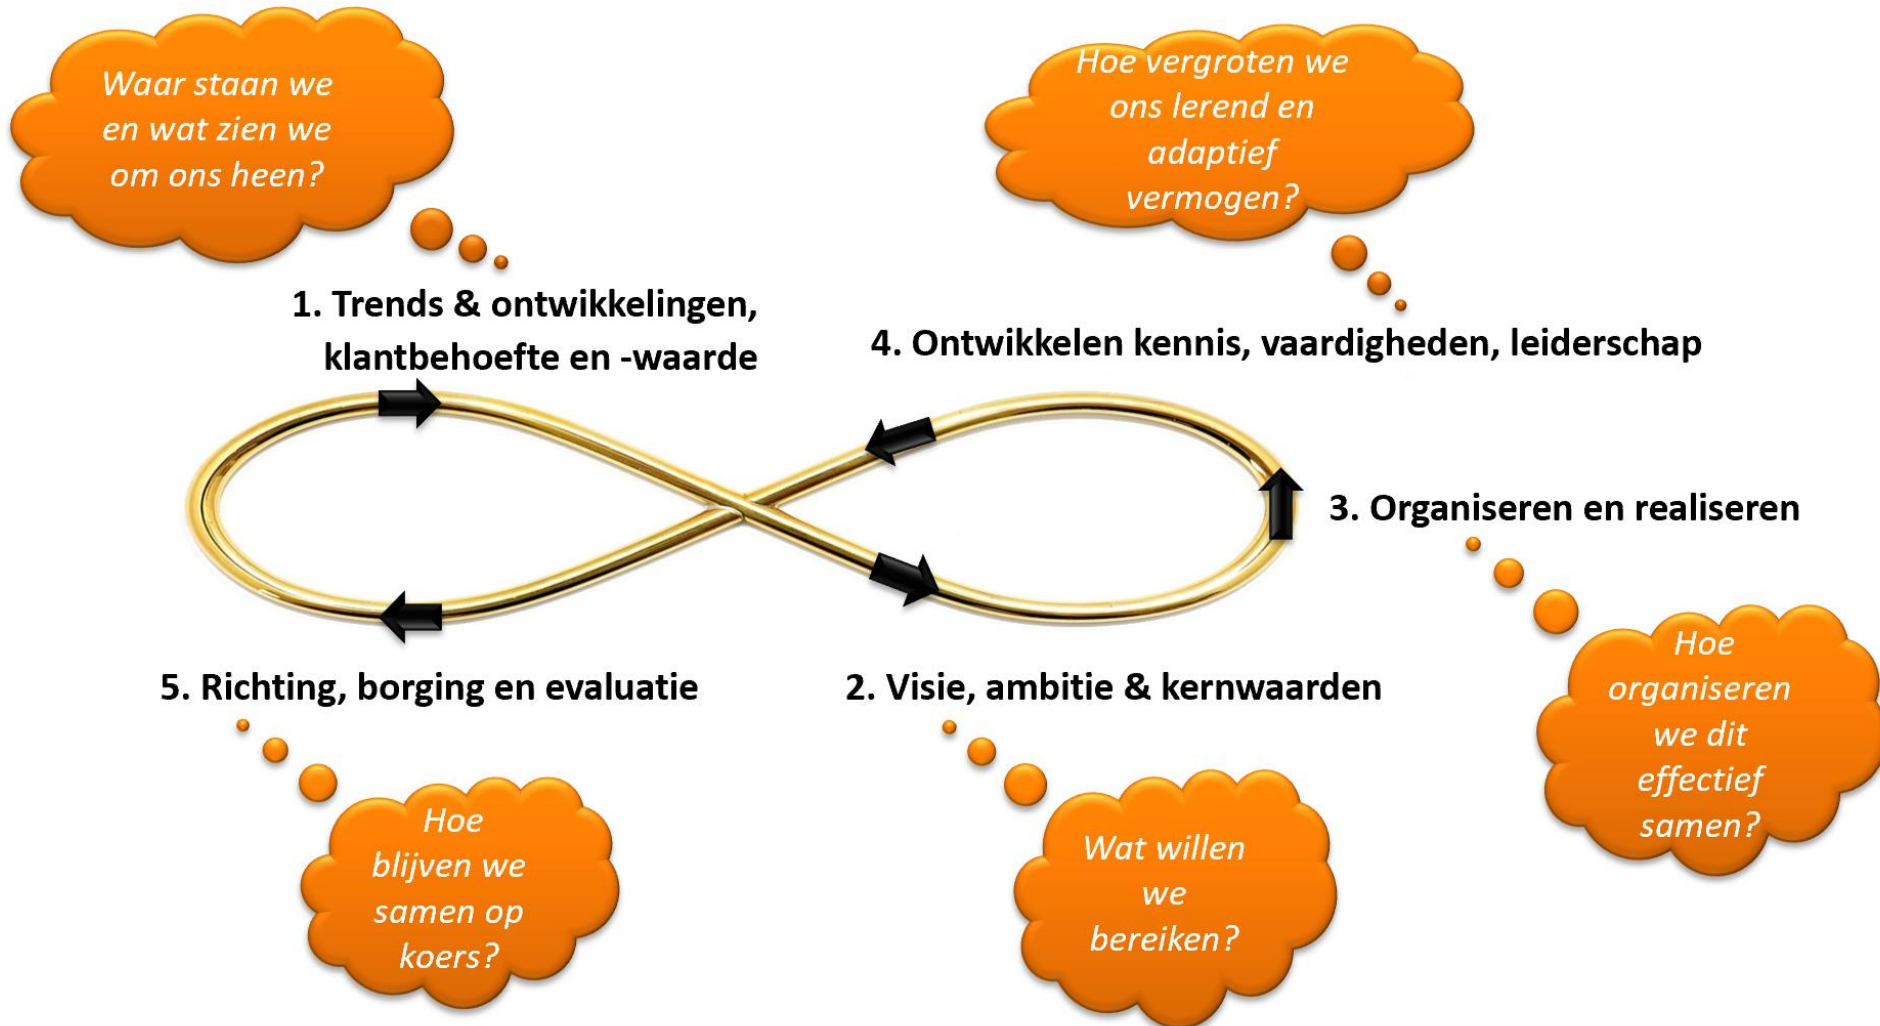 Waar staan we
en wat zien we
om ons heen?
1. Trends & ontwikkelingen,
klantbehoefte en -waarde
Hoe vergroten we
ons lerend en
adaptief
vermogen?
4. Ontwikkelen kennis, vaardigheden, leiderschap
3. Organiseren en realiseren
Hoe
organiseren
we dit
effectief
samen?
5. Richting, borging en evaluatie
Hoe
blijven we
samen op
koers?
2. Visie, ambitie & kernwaarden
Wat willen
we
bereiken?